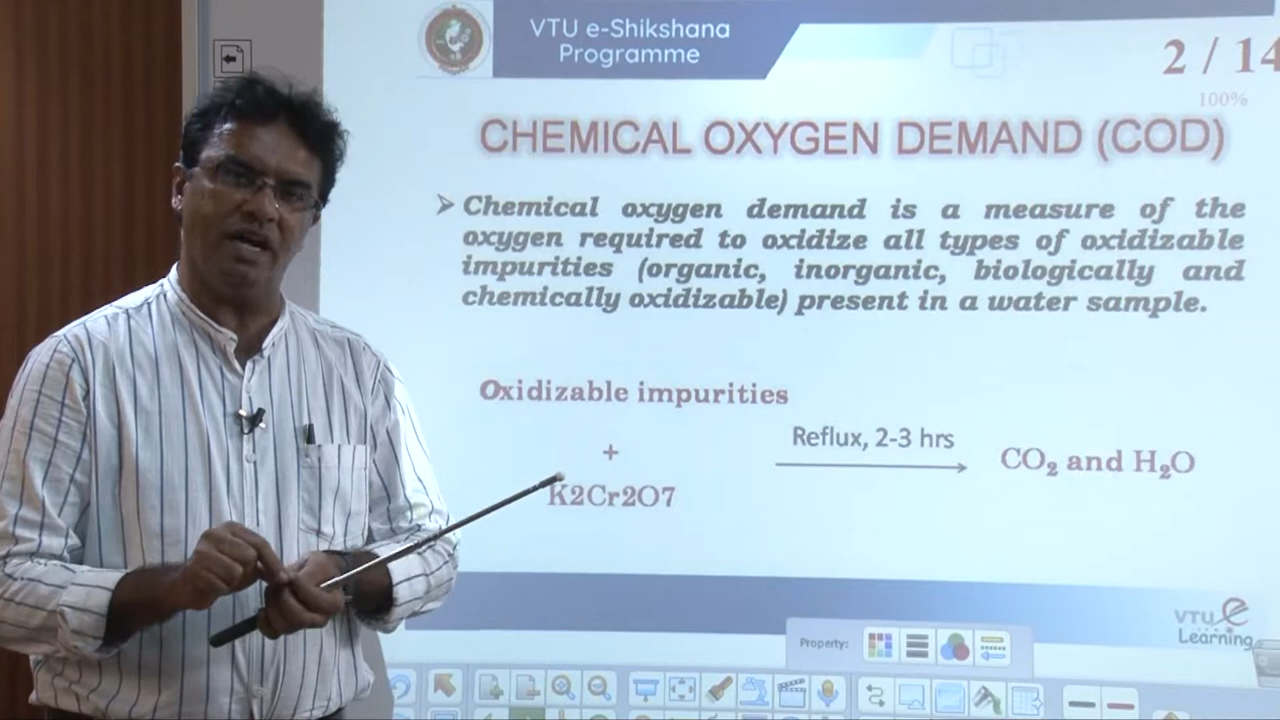 VTU e-Shikshana
Programme
2 / 14
100%
CHEMICAL OXYGEN DEMAND (COD)
➢ Chemical oxygen demand is a measure of the
oxygen required to oxidize all types of oxidizable
impurities (organic, inorganic, biologically and
chemically oxidizable) present in a water sample.
Oxidizable impurities
+
K2Cr2O7
Reflux, 2-3 hrs
CO₂ and H₂O
VTU e
Learning
Property: